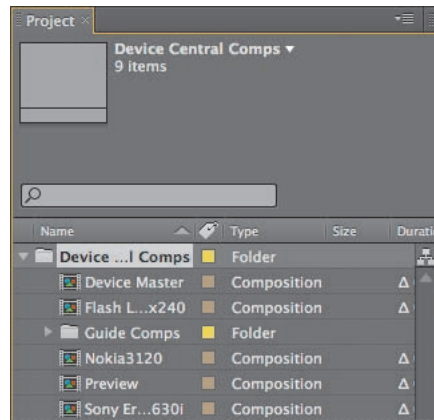 Project
Device Central Comps
9 items
Name Type Size Durati
Device ...l Comps Folder
Device Master Composition Δ
Flash L...x240 Composition Δ
Guide Comps Folder
Nokia3120 Composition Δ
Preview Composition Δ
Sony Er...630i Composition Δ